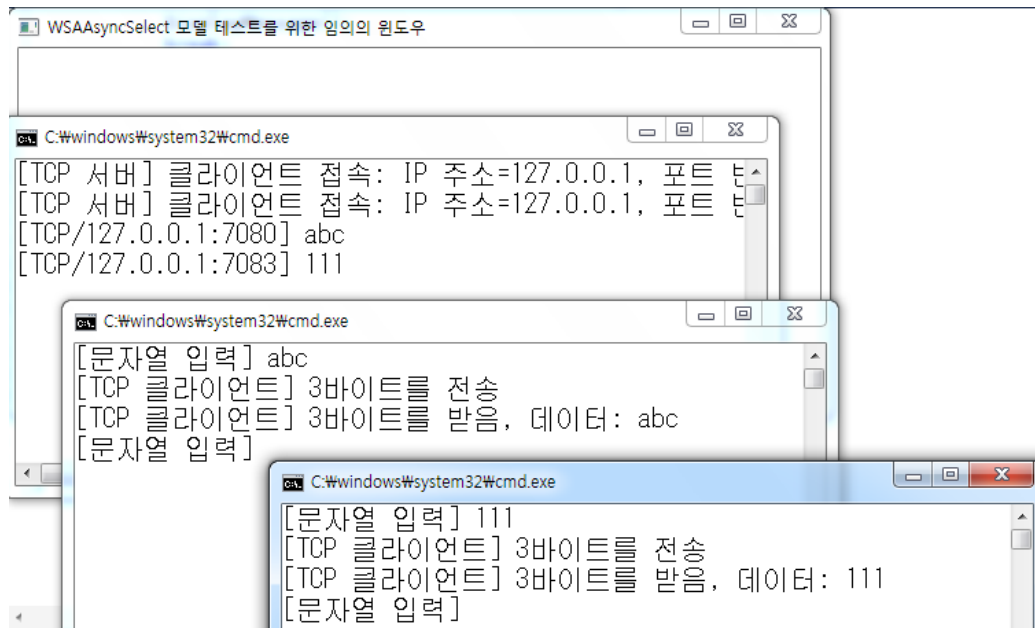 WSAAsyncSelect 모델 테스트를 위한 임의의 윈도우
C:₩windows₩system32₩cmd.exe
[TCP 서버] 클라이언트 접속: IP 주소=127.0.0.1, 포트
[TCP 서버] 클라이언트 접속: IP 주소=127.0.0.1, 포트
[TCP/127.0.0.1:7080] abc
[TCP/127.0.0.1:7083] 111
C:₩windows₩system32₩cmd.exe
[문자열 입력] abc
[TCP 클라이언트] 3바이트를 전송
[TCP 클라이언트] 3바이트를 받음, 데이터: abc
[문자열 입력]
C:₩windows₩system32₩cmd.exe
[문자열 입력] 111
[TCP 클라이언트] 3바이트를 전송
[TCP 클라이언트] 3바이트를 받음, 데이터: 111
[문자열 입력]